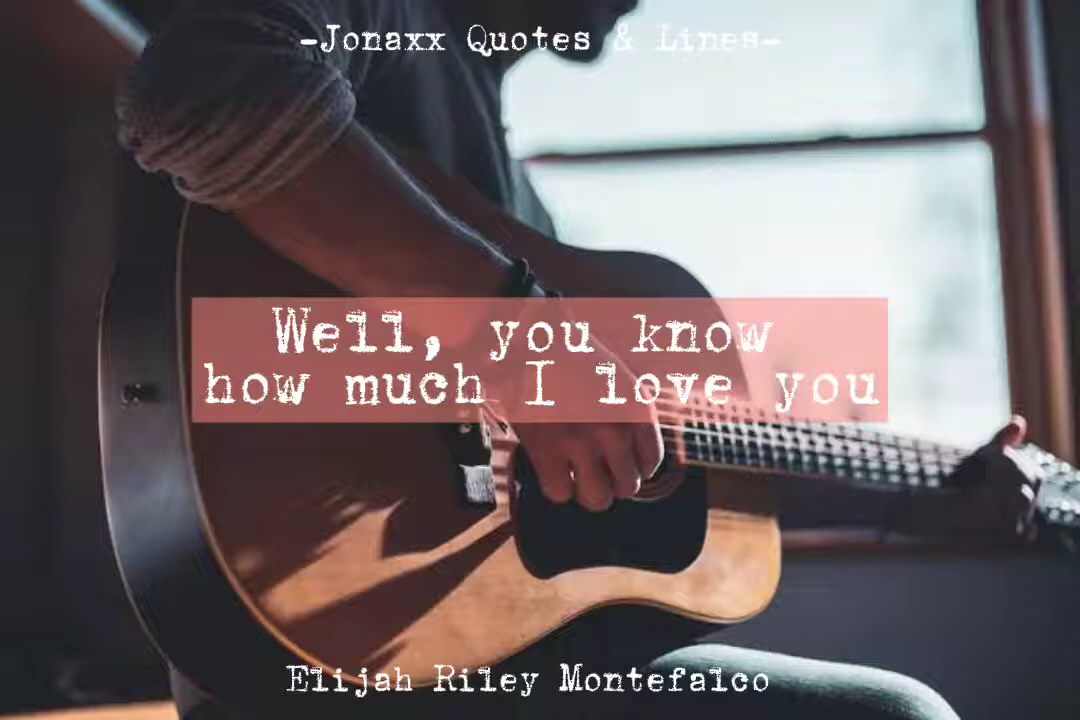 -Jonaxx Quotes & Lines-
Well, you know
how much I love you
Elijah Riley Montefalco